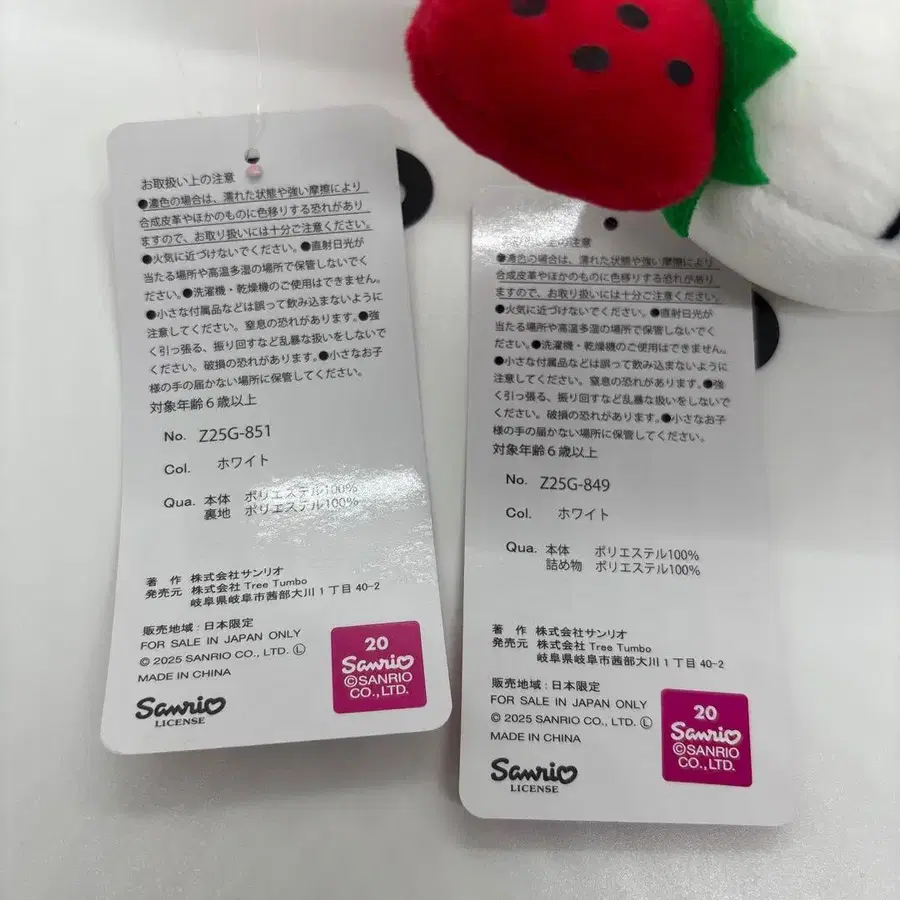 お取扱い上の注意
●濃色の場合は、濡れた状態や強い摩擦により
合成皮革やほかのものに色移りする恐れがあり
ますので、お取り扱いには十分ご注意ください。
●火気に近づけないでください。●直射日光が
当たる場所や高温多湿の場所で保管しないでく
ださい。●洗濯機・乾燥機のご使用はできません。
●小さな付属品などは誤って飲み込まないように
注意してください。窒息の恐れがあります。●強
く引っ張る、振り回すなど乱暴な扱いをしないで
ください。破損の恐れがあります。●小さなお子
様の手の届かない場所に保管してください。
対象年齢6歳以上
No. Z25G-851
Col. ホワイト
Qua. 本体 ポリエステル100%
裏地 ポリエステル100%
著 作 株式会社サンリオ
発売元 株式会社 Tree Tumbo
岐阜県岐阜市茜部大川1丁目40-2
販売地域:日本限定
FOR SALE IN JAPAN ONLY
© 2025 SANRIO CO., LTD. Ⓛ
MADE IN CHINA
Sanrio
LICENSE
20
Sanrio
©SANRIO
CO.,LTD.
い上の注意
●濃色の場合は、濡れた状態や強い摩擦により
合成皮革やほかのものに色移りする恐れがあり
ますので、お取り扱いには十分ご注意ください。
●火気に近づけないでください。●直射日光が
当たる場所や高温多湿の場所で保管しないでく
ださい。●洗濯機・乾燥機のご使用はできません。
●小さな付属品などは誤って飲み込まないように
注意してください。窒息の恐れがあります。●強
く引っ張る、振り回すなど乱暴な扱いをしないで
ください。破損の恐れがあります。●小さなお子
様の手の届かない場所に保管してください。
対象年齢6歳以上
No. Z25G-849
Col. ホワイト
Qua. 本体 ポリエステル100%
詰め物 ポリエステル100%
著 作 株式会社サンリオ
発売元 株式会社 Tree Tumbo
岐阜県岐阜市茜部大川1丁目40-2
販売地域:日本限定
FOR SALE IN JAPAN ONLY
© 2025 SANRIO CO., LTD. Ⓛ
MADE IN CHINA
Sanrio
LICENSE
20
Sanrio
©SANRIO
CO.,LTD.